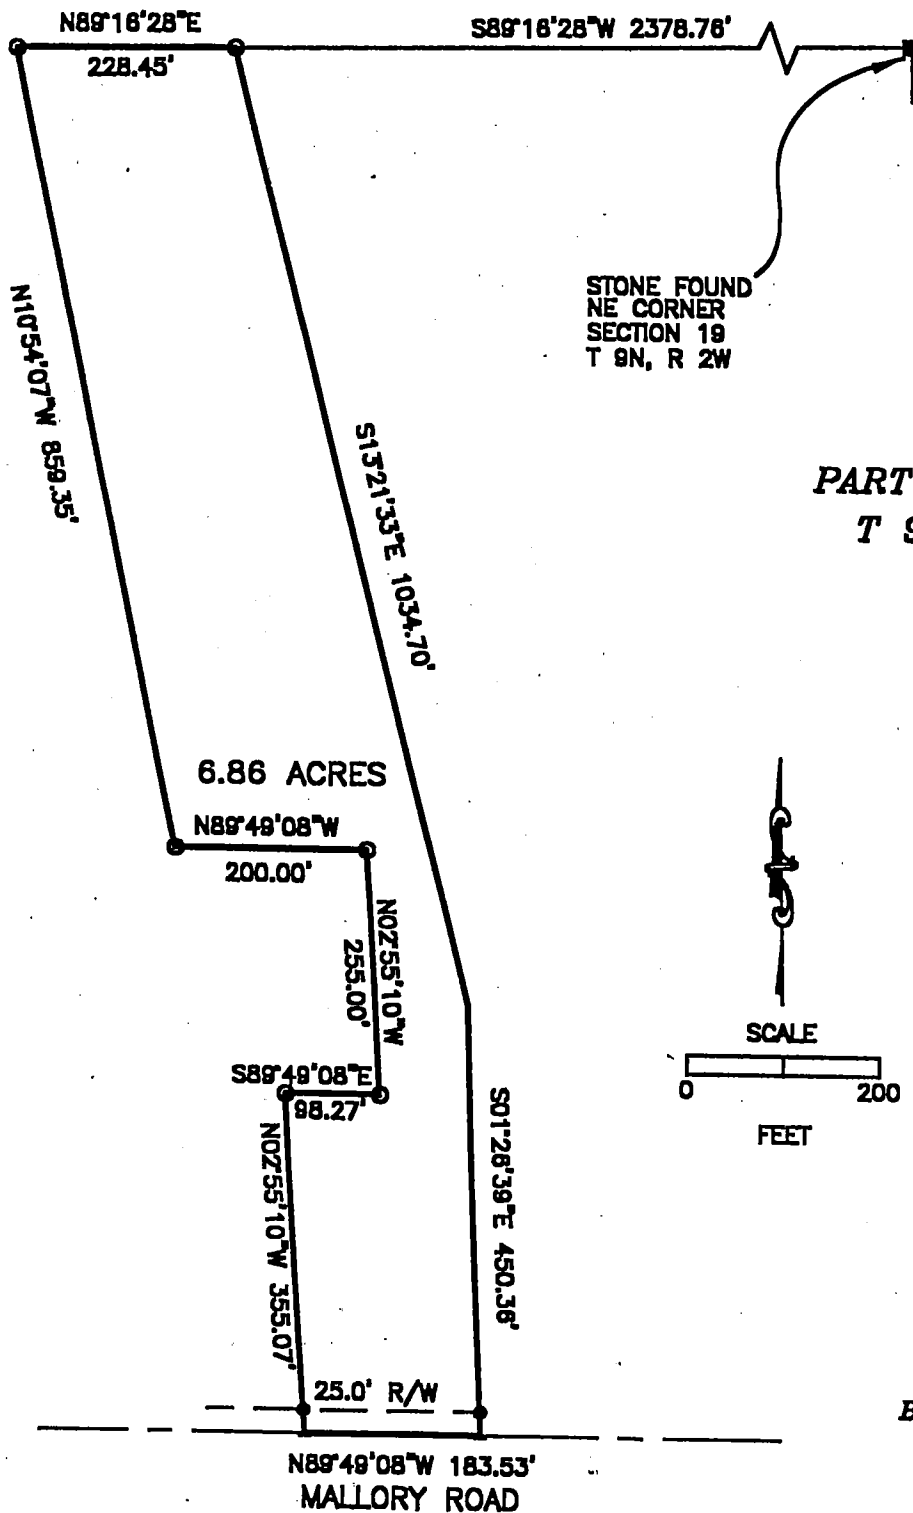 N89°16'28"E
228.45'
S89°16'28"W 2378.76'
STONE FOUND
NE CORNER
SECTION 19
T 9N, R 2W
N10°54'07"W 859.35'
S13°21'33"E 1034.70'
PART
T 9
6.86 ACRES
N89°49'08"W
200.00'
N02°55'10"W
255.00'
S89°49'08"E
98.27'
SCALE
0 200
FEET
N02°55'10"W 355.07'
S01°26'39"E 450.36'
25.0' R/W
N89°49'08"W 183.53'
MALLORY ROAD